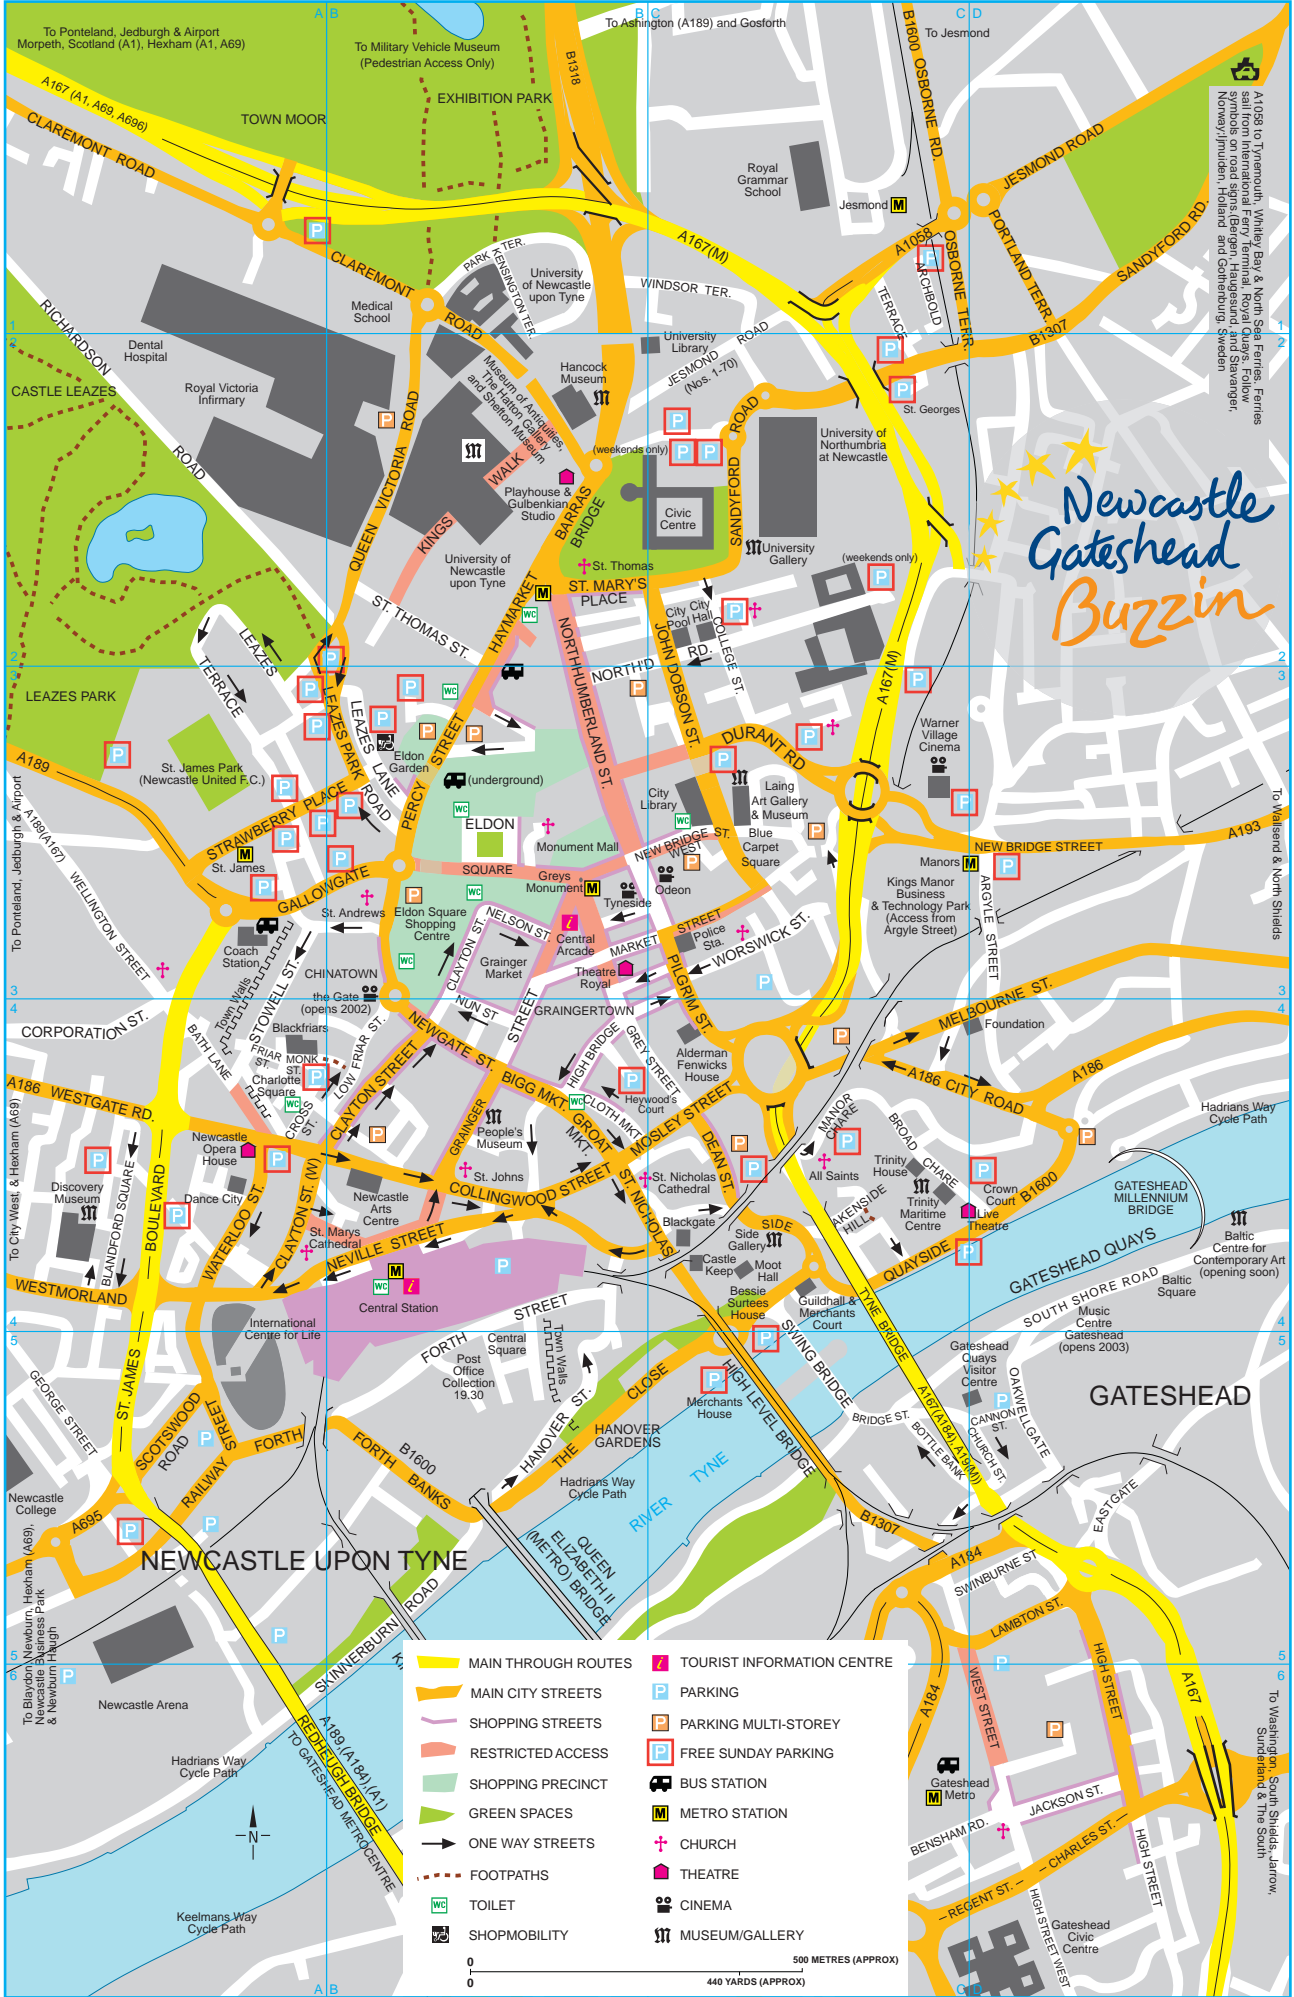 A B
B C
C D
To Ponteland, Jedburgh & Airport
Morpeth, Scotland (A1), Hexham (A1, A69)
To Military Vehicle Museum
(Pedestrian Access Only)
To Ashington (A189) and Gosforth
To Jesmond
B1600 OSBORNE RD.
B1318
A167 (A1, A69, A696)
CLAREMONT ROAD
TOWN MOOR
EXHIBITION PARK
Royal
Grammar
School
Jesmond M
JESMOND ROAD
A1058 to Tynemouth, Whitley Bay & North Sea Ferries. Ferries
sail from International Ferry Terminal, Royal Quays. Follow
symbols on road signs.(Bergen, Haugesund, and Stavanger,
Norway;Ijmuiden, Holland and Gothenburg, Sweden
SANDYFORD RD.
PORTLAND TERR.
A1058
OSBORNE TERR.
ARCHBOLD
TERRACE
B1307
A167(M)
WINDSOR TER.
PARK TER.
KENSINGTON TER.
University
of Newcastle
upon Tyne
CLAREMONT
ROAD
Medical
School
RICHARDSON
ROAD
Dental
Hospital
Royal Victoria
Infirmary
CASTLE LEAZES
1
2
1
2
University
Library
JESMOND ROAD
(Nos. 1-70)
Hancock
Museum
Museum of Antiquities,
The Hatton Gallery
and Shefton Museum
St. Georges
QUEEN VICTORIA ROAD
KINGS
WALK
Playhouse &
Gulbenkian
Studio
BARRAS
BRIDGE
(weekends only)
SANDYFORD
ROAD
University of
Northumbria
at Newcastle
Civic
Centre
University
Gallery
(weekends only)
Newcastle
Gateshead
Buzzin
University of
Newcastle
upon Tyne
St. Thomas
ST. MARY'S
PLACE
HAYMARKET
ST. THOMAS ST.
City
Pool
City
Hall
COLLEGE ST.
NORTH'D
RD.
JOHN DOBSON ST.
NORTHUMBERLAND ST.
LEAZES
TERRACE
2
3
2
3
LEAZES PARK
LEAZES PARK
ROAD
LEAZES LANE
St. James Park
(Newcastle United F.C.)
Eldon
Garden
PERCY STREET
(underground)
DURANT RD
A167(M)
Warner
Village
Cinema
A189
A189(A167)
WELLINGTON STREET
STRAWBERRY PLACE
St. James
GALLOWGATE
ELDON
SQUARE
Monument Mall
City
Library
Laing
Art Gallery
& Museum
NEW BRIDGE ST.
WEST
Blue
Carpet
Square
NEW BRIDGE STREET
A193
To Wallsend & North Shields
To Ponteland, Jedburgh & Airport
Manors M
Greys
Monument
Tyneside
Odeon
Kings Manor
Business
& Technology Park
(Access from
Argyle Street)
ARGYLE STREET
St. Andrews
Eldon Square
Shopping
Centre
Coach
Station
CHINATOWN
the Gate
(opens 2002)
Town Walls
STOWELL ST.
NELSON ST.
CLAYTON ST.
Grainger
Market
Central
Arcade
MARKET
STREET
Police
Sta.
Theatre
Royal
WORSWICK ST.
PILGRIM ST.
3
4
3
4
NUN ST
GRAINGERTOWN
STREET
NEWGATE ST.
HIGH BRIDGE
GREY STREET
CORPORATION ST.
BATH LANE
Blackfriars
FRIAR
ST.
MONK
ST.
LOW FRIAR ST.
Charlotte
Square
CROSS
ST.
CLAYTON STREET
BIGG MKT.
Alderman
Fenwicks
House
Heywood's
Court
CLOTH MKT.
GROAT
MKT.
MOSLEY STREET
Foundation
MELBOURNE ST.
A186 CITY ROAD
A186
Hadrians Way
Cycle Path
A186 WESTGATE RD.
Newcastle
Opera
House
Dance City
Discovery
Museum
BLANDFORD SQUARE
BOULEVARD
WATERLOO ST.
CLAYTON ST. (W)
St. Marys
Cathedral
Newcastle
Arts
Centre
People's
Museum
GRAINGER
St. Johns
COLLINGWOOD STREET
NEVILLE STREET
St. Nicholas
Cathedral
ST. NICHOLAS
DEAN ST.
MANOR
CHARE
BROAD CHARE
All Saints
Trinity
House
Trinity
Maritime
Centre
Crown
Court
Live
Theatre
B1600
AKENSIDE
HILL
QUAYSIDE
SIDE
Side
Gallery
Blackgate
Castle
Keep
Moot
Hall
Bessie
Surtees
House
Guildhall &
Merchants
Court
GATESHEAD
MILLENNIUM
BRIDGE
GATESHEAD QUAYS
SOUTH SHORE ROAD
Baltic
Centre for
Contemporary Art
(opening soon)
Baltic
Square
Music
Centre
Gateshead
(opens 2003)
To City West, & Hexham (A69)
WESTMORLAND
Central Station
International
Centre for Life
4
5
4
5
FORTH STREET
Central
Square
Post
Office
Collection
19.30
Town Walls
HANOVER ST.
THE CLOSE
HANOVER
GARDENS
Merchants
House
HIGH LEVEL BRIDGE
SWING BRIDGE
TYNE BRIDGE
A167(A184),A19(M))
Gateshead
Quays
Visitor
Centre
OAKWELLGATE
CANNON
ST.
CHURCH ST.
BRIDGE ST.
BOTTLE BANK
GATESHEAD
EASTGATE
GEORGE STREET
ST. JAMES
SCOTSWOOD
ROAD
RAILWAY
STREET
FORTH
FORTH BANKS
B1600
Hadrians Way
Cycle Path
RIVER TYNE
Newcastle
College
A695
NEWCASTLE UPON TYNE
QUEEN
ELIZABETH II
(METRO) BRIDGE
B1307
A184
SWINBURNE ST
LAMBTON ST.
HIGH STREET
WEST STREET
To Blaydon, Newburn, Hexham (A69),
Newcastle Business Park
& Newburn Haugh
SKINNERBURN ROAD
Newcastle Arena
5
6
5
6
Hadrians Way
Cycle Path
A189,(A184),(A1)
REDHEUGH BRIDGE
TO GATESHEAD METROCENTRE
N
Keelmans Way
Cycle Path
A184
A167
To Washington, South Shields, Jarrow,
Sunderland & The South
Gateshead
Metro
JACKSON ST.
BENSHAM RD.
CHARLES ST.
REGENT ST.
HIGH STREET
HIGH STREET WEST
Gateshead
Civic
Centre
MAIN THROUGH ROUTES
MAIN CITY STREETS
SHOPPING STREETS
RESTRICTED ACCESS
SHOPPING PRECINCT
GREEN SPACES
ONE WAY STREETS
FOOTPATHS
WC TOILET
SHOPMOBILITY
i TOURIST INFORMATION CENTRE
P PARKING
P PARKING MULTI-STOREY
P FREE SUNDAY PARKING
BUS STATION
M METRO STATION
CHURCH
THEATRE
CINEMA
MUSEUM/GALLERY
0 500 METRES (APPROX)
0 440 YARDS (APPROX)
A B
C D